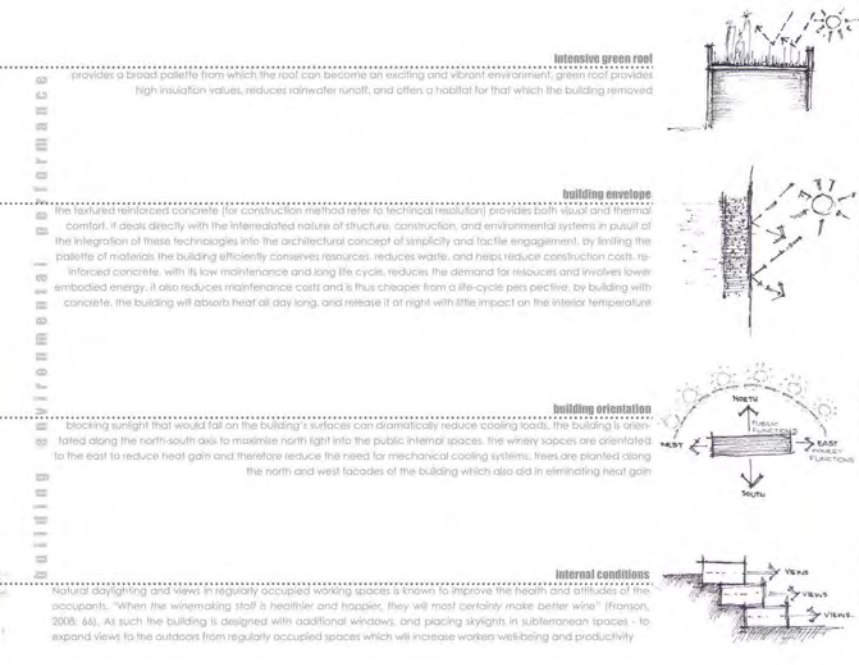 building environmental performance
intensive green roof
provides a broad pallette from which the roof can become an exciting and vibrant environment. green roof provides
high insulation values, reduces rainwater runoff, and offers a habitat for that which the building removed
building envelope
the textured reinforced concrete (for construction method refer to techincal resolution) provides both visual and thermal
comfort. it deals directly with the interrealated nature of structure, construction, and environmental systems in pusuit of
the integration of these technologies into the architectural concept of simplicity and tactile engagement. by limiting the
pallette of materials the building efficiently conserves resources, reduces waste, and helps reduce construction costs. re-
inforced concrete, with its low maintenance and long life cycle, reduces the demand for resouces and involves lower
embodied energy. it also reduces maintenance costs and is thus cheaper from a life-cycle pers pective. by building with
concrete, the building will absorb heat all day long, and release it at night with little impact on the interior temperature
building orientation
blocking sunlight that would fall on the building's surfaces can dramatically reduce cooling loads. the building is orien-
tated along the north-south axis to maximise north light into the public internal spaces. the winery sapces are orientated
to the east to reduce heat gain and therefore reduce the need for mechanical cooling systems. trees are planted along
the north and west facades of the building which also aid in eliminating heat gain
NORTH
PUBLIC
FUNCTIONS
WEST
EAST
WINERY
FUNCTIONS
SOUTH
internal conditions
Natural daylighting and views in regularly occupied working spaces is known to improve the health and attitudes of the
occupants. "When the winemaking staff is healthier and happier, they will most certainly make better wine" (Franson,
2008: 66). As such the building is designed with additional windows, and placing skylights in subterranean spaces - to
expand views to the outdoors from regularly occupied spaces which will increase workers well-being and productivity
VIEWS
VIEWS
VIEWS